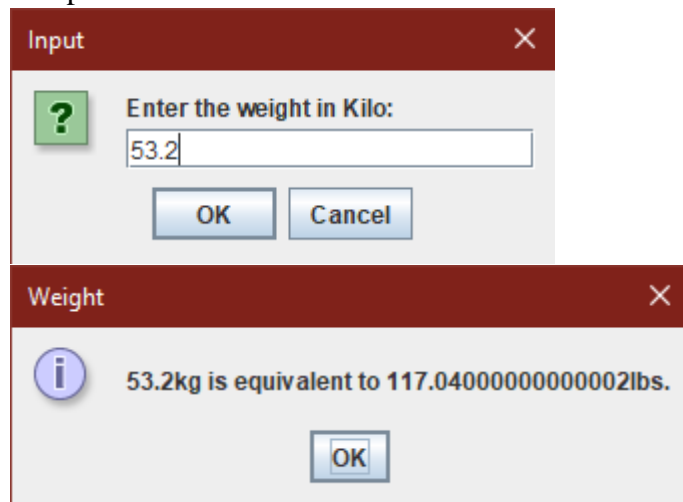 Input
?
Enter the weight in Kilo:
53.2
OK
Cancel
Weight
i
53.2kg is equivalent to 117.04000000000002lbs.
OK